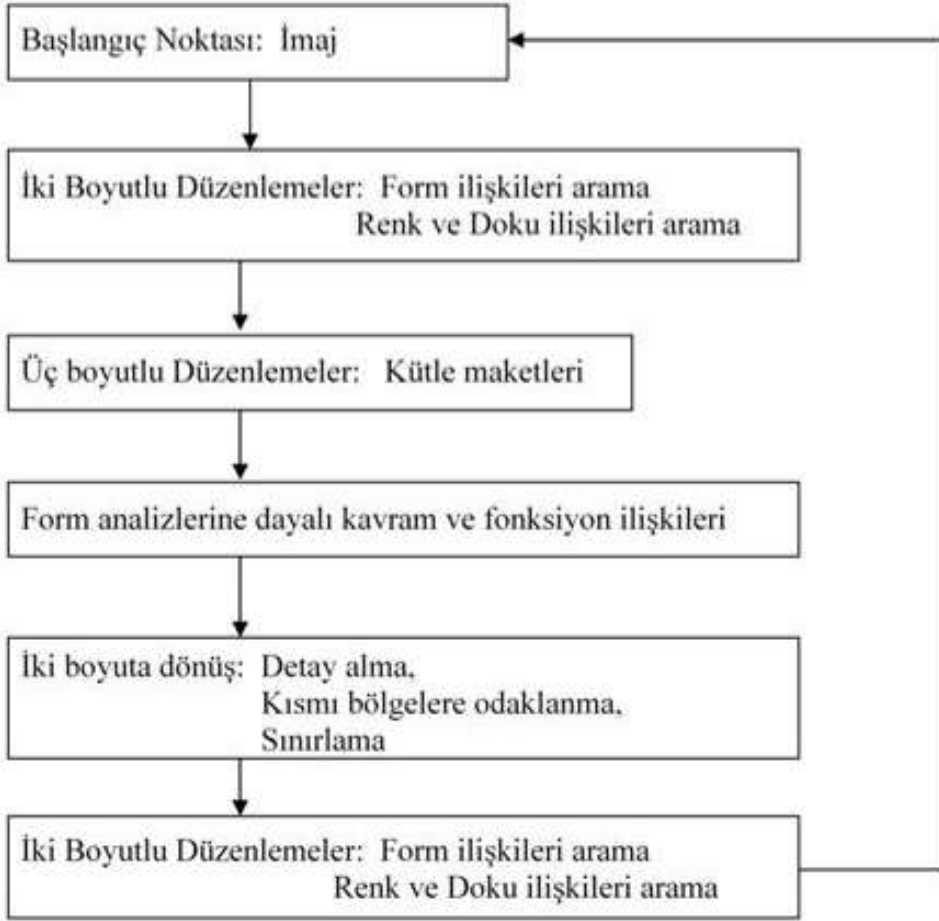 Başlangıç Noktası: İmaj
İki Boyutlu Düzenlemeler: Form ilişkileri arama
Renk ve Doku ilişkileri arama
Üç boyutlu Düzenlemeler: Kütle maketleri
Form analizlerine dayalı kavram ve fonksiyon ilişkileri
İki boyuta dönüş: Detay alma,
Kısmı bölgelere odaklanma,
Sınırlama
İki Boyutlu Düzenlemeler: Form ilişkileri arama
Renk ve Doku ilişkileri arama